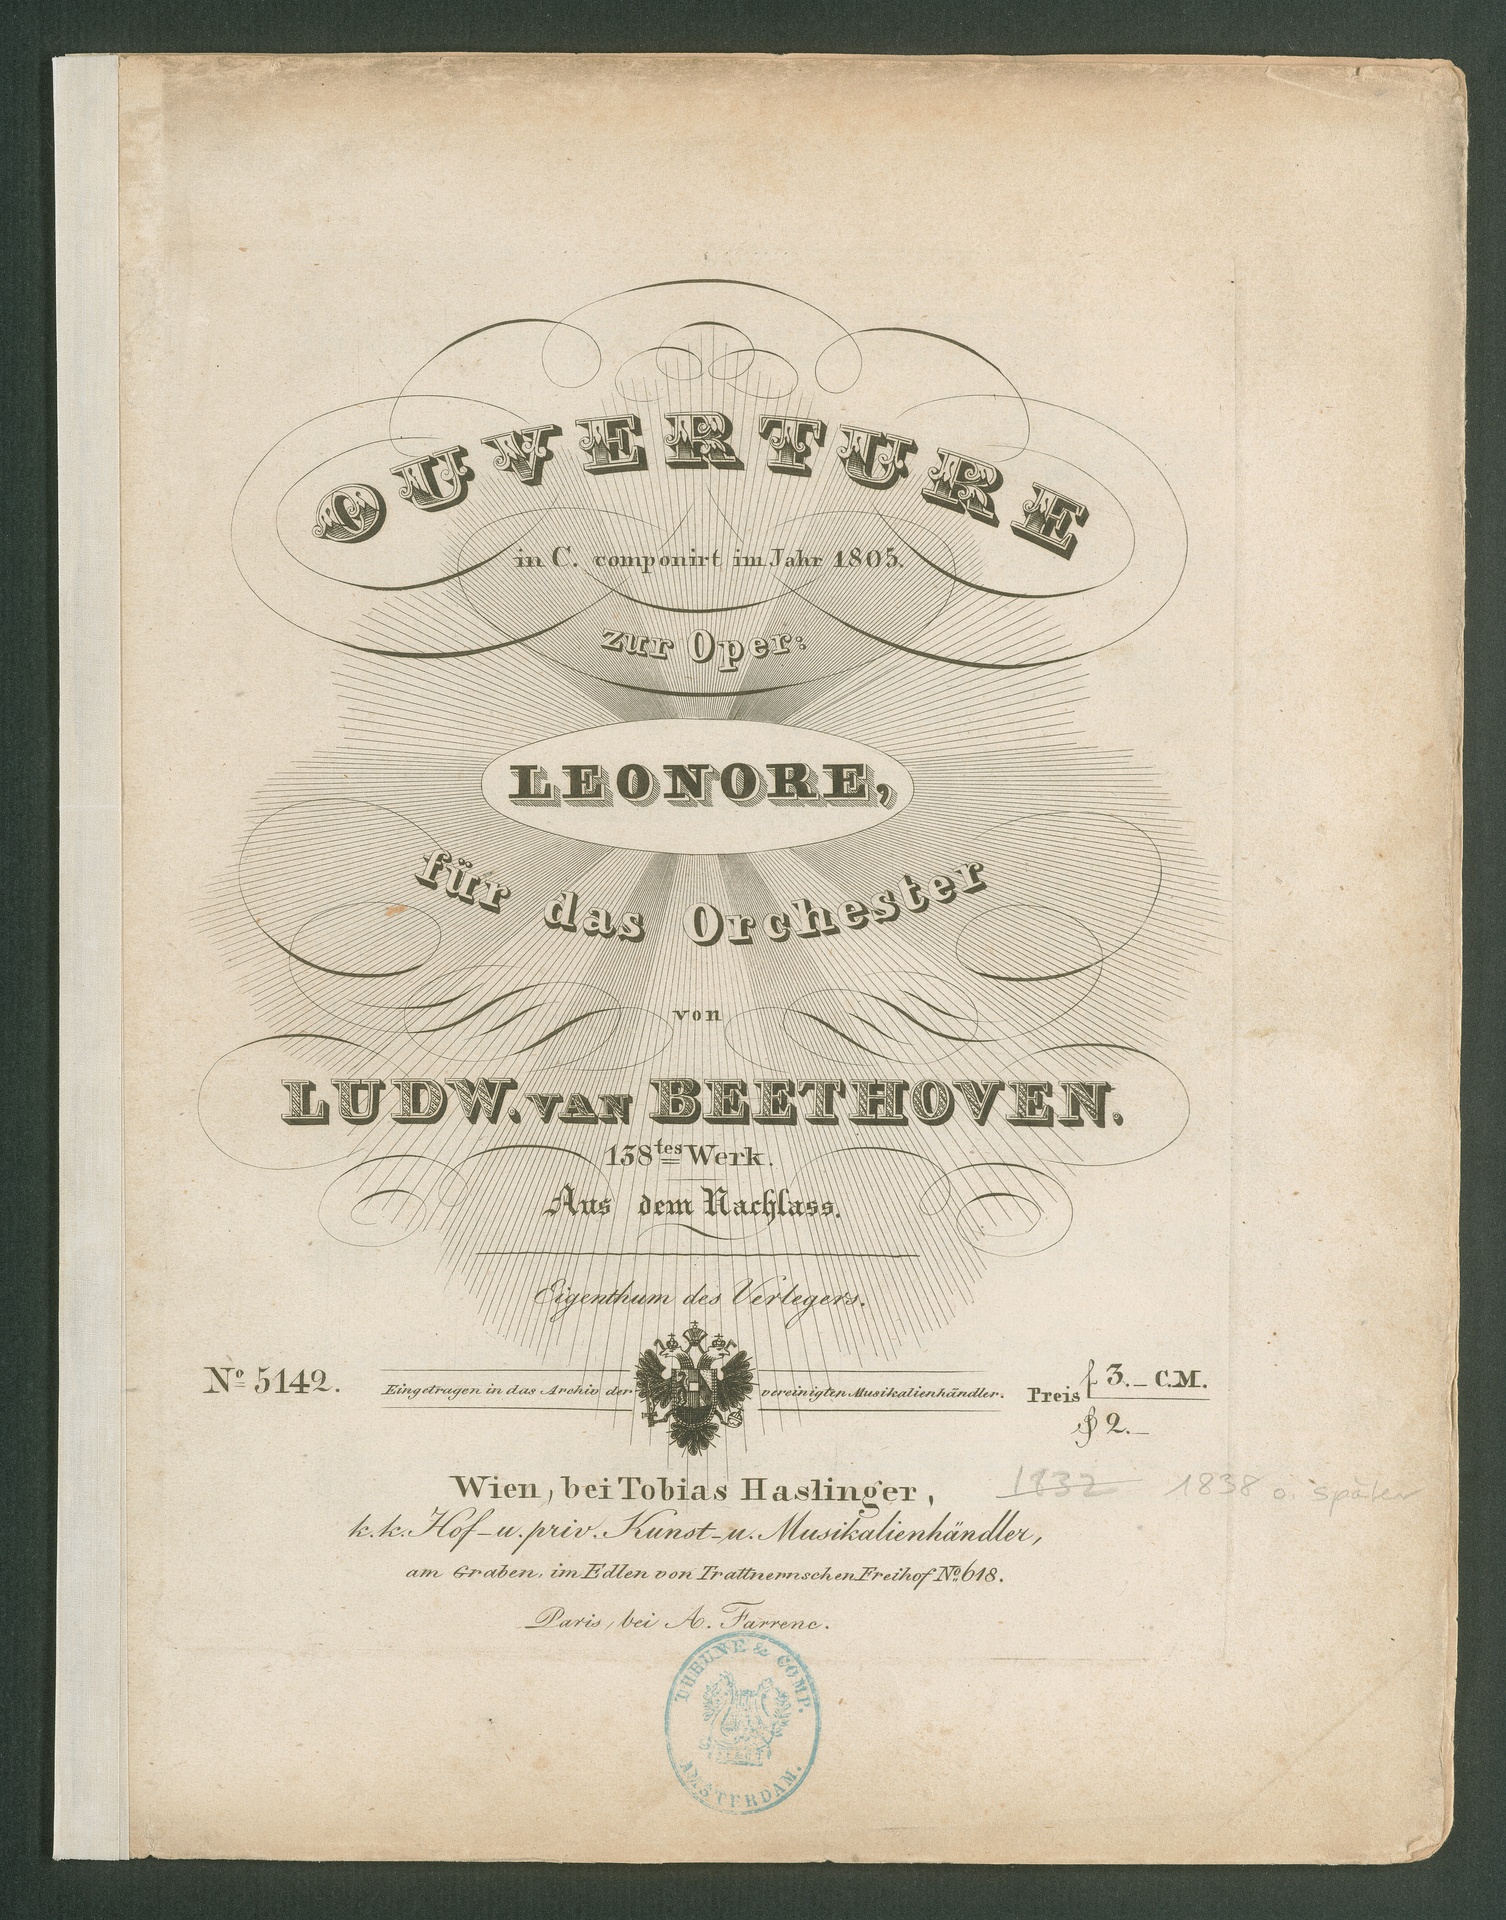 OUVERTURE
in C. componirt im Jahr 1805.
zur Oper:
LEONORE,
für das Orchester
von
LUDW. VAN BEETHOVEN.
138tes Werk.
Aus dem Nachlass.
Eigenthum des Verlegers.
No 5142.
Eingetragen in das Archiv der vereinigten Musikalienhändler.
Preis f 3._ C.M.
2._
Wien, bei Tobias Haslinger,
1832 1838 o. später
k.k. Hof_u. priv. Kunst_u. Musikalienhändler,
am Graben, im Edlen von Trattnernschen Freihof No. 618.
Paris, bei A. Farrenc.
THEUNE & COMP.
AMSTERDAM.